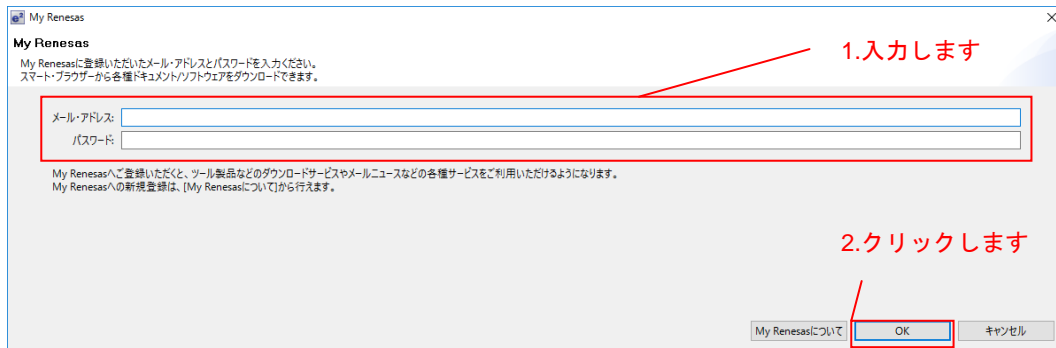 e² My Renesas
My Renesas
My Renesasに登録いただいたメール・アドレスとパスワードを入力ください。
スマート・ブラウザーから各種ドキュメント/ソフトウェアをダウンロードできます。
1.入力します
メール・アドレス:
パスワード:
My Renesasへご登録いただくと、ツール製品などのダウンロードサービスやメールニュースなどの各種サービスをご利用いただけるようになります。
My Renesasへの新規登録は、[My Renesasについて]から行えます。
2.クリックします
My Renesasについて OK キャンセル